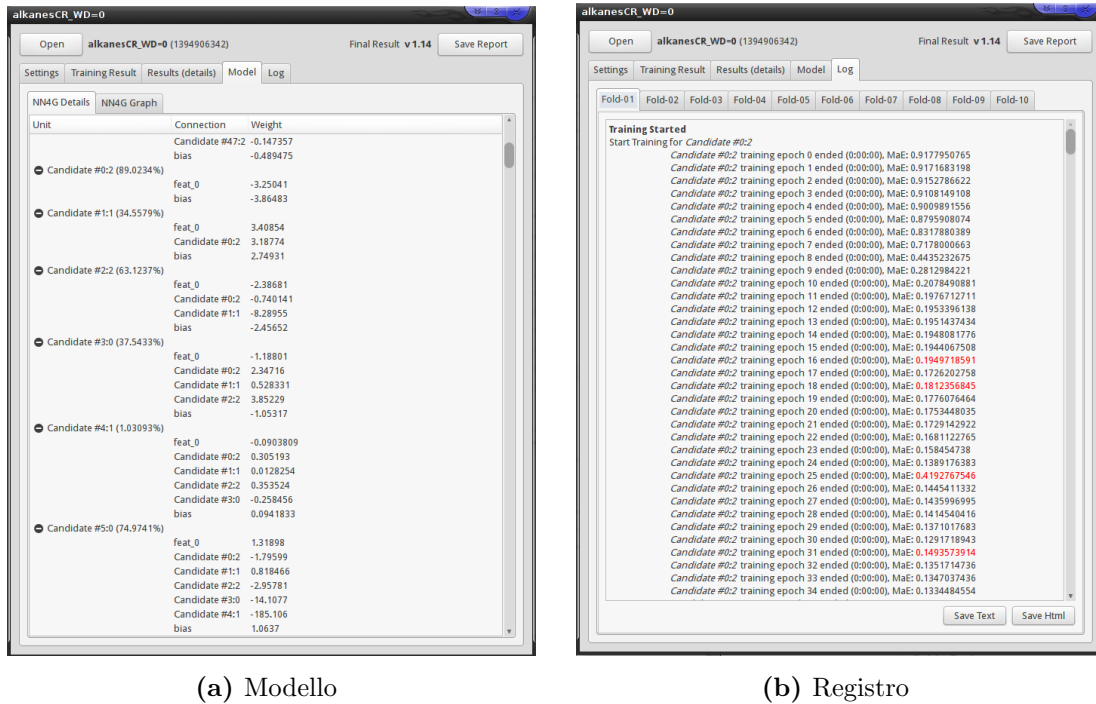 alkanesCR_WD=0
Open alkanesCR_WD=0 (1394906342) Final Result v 1.14 Save Report
Settings Training Result Results (details) Model Log
NN4G Details NN4G Graph
Unit Connection Weight
Candidate #47:2 -0.147357
bias -0.489475
Candidate #0:2 (89.0234%)
feat_0 -3.25041
bias -3.86483
Candidate #1:1 (34.5579%)
feat_0 3.40854
Candidate #0:2 3.18774
bias 2.74931
Candidate #2:2 (63.1237%)
feat_0 -2.38681
Candidate #0:2 -0.740141
Candidate #1:1 -8.28955
bias -2.45652
Candidate #3:0 (37.5433%)
feat_0 -1.18801
Candidate #0:2 2.34716
Candidate #1:1 0.528331
Candidate #2:2 3.85229
bias -1.05317
Candidate #4:1 (1.03093%)
feat_0 -0.0903809
Candidate #0:2 0.305193
Candidate #1:1 0.0128254
Candidate #2:2 0.353524
Candidate #3:0 -0.258456
bias 0.0941833
Candidate #5:0 (74.9741%)
feat_0 1.31898
Candidate #0:2 -1.79599
Candidate #1:1 0.818466
Candidate #2:2 -2.95781
Candidate #3:0 -14.1077
Candidate #4:1 -185.106
bias 1.0637
(a) Modello
alkanesCR_WD=0
Open alkanesCR_WD=0 (1394906342) Final Result v 1.14 Save Report
Settings Training Result Results (details) Model Log
Fold-01 Fold-02 Fold-03 Fold-04 Fold-05 Fold-06 Fold-07 Fold-08 Fold-09 Fold-10
Training Started
Start Training for Candidate #0:2
Candidate #0:2 training epoch 0 ended (0:00:00), MaE: 0.9177950765
Candidate #0:2 training epoch 1 ended (0:00:00), MaE: 0.9171683198
Candidate #0:2 training epoch 2 ended (0:00:00), MaE: 0.9152786622
Candidate #0:2 training epoch 3 ended (0:00:00), MaE: 0.9108149108
Candidate #0:2 training epoch 4 ended (0:00:00), MaE: 0.9009891556
Candidate #0:2 training epoch 5 ended (0:00:00), MaE: 0.8795908074
Candidate #0:2 training epoch 6 ended (0:00:00), MaE: 0.8317880389
Candidate #0:2 training epoch 7 ended (0:00:00), MaE: 0.7178000663
Candidate #0:2 training epoch 8 ended (0:00:00), MaE: 0.4435232675
Candidate #0:2 training epoch 9 ended (0:00:00), MaE: 0.2812984221
Candidate #0:2 training epoch 10 ended (0:00:00), MaE: 0.2078490881
Candidate #0:2 training epoch 11 ended (0:00:00), MaE: 0.1976712711
Candidate #0:2 training epoch 12 ended (0:00:00), MaE: 0.1953396138
Candidate #0:2 training epoch 13 ended (0:00:00), MaE: 0.1951437434
Candidate #0:2 training epoch 14 ended (0:00:00), MaE: 0.1948081776
Candidate #0:2 training epoch 15 ended (0:00:00), MaE: 0.1944067508
Candidate #0:2 training epoch 16 ended (0:00:00), MaE: 0.1949718591
Candidate #0:2 training epoch 17 ended (0:00:00), MaE: 0.1726202758
Candidate #0:2 training epoch 18 ended (0:00:00), MaE: 0.1812356845
Candidate #0:2 training epoch 19 ended (0:00:00), MaE: 0.1776076464
Candidate #0:2 training epoch 20 ended (0:00:00), MaE: 0.1753448035
Candidate #0:2 training epoch 21 ended (0:00:00), MaE: 0.1729142922
Candidate #0:2 training epoch 22 ended (0:00:00), MaE: 0.1681122765
Candidate #0:2 training epoch 23 ended (0:00:00), MaE: 0.158454738
Candidate #0:2 training epoch 24 ended (0:00:00), MaE: 0.1389176383
Candidate #0:2 training epoch 25 ended (0:00:00), MaE: 0.4192767546
Candidate #0:2 training epoch 26 ended (0:00:00), MaE: 0.1445411332
Candidate #0:2 training epoch 27 ended (0:00:00), MaE: 0.1435996995
Candidate #0:2 training epoch 28 ended (0:00:00), MaE: 0.1414540416
Candidate #0:2 training epoch 29 ended (0:00:00), MaE: 0.1371017683
Candidate #0:2 training epoch 30 ended (0:00:00), MaE: 0.1291718943
Candidate #0:2 training epoch 31 ended (0:00:00), MaE: 0.1493573914
Candidate #0:2 training epoch 32 ended (0:00:00), MaE: 0.1351714736
Candidate #0:2 training epoch 33 ended (0:00:00), MaE: 0.1347037436
Candidate #0:2 training epoch 34 ended (0:00:00), MaE: 0.1334484554
Save Text Save Html
(b) Registro